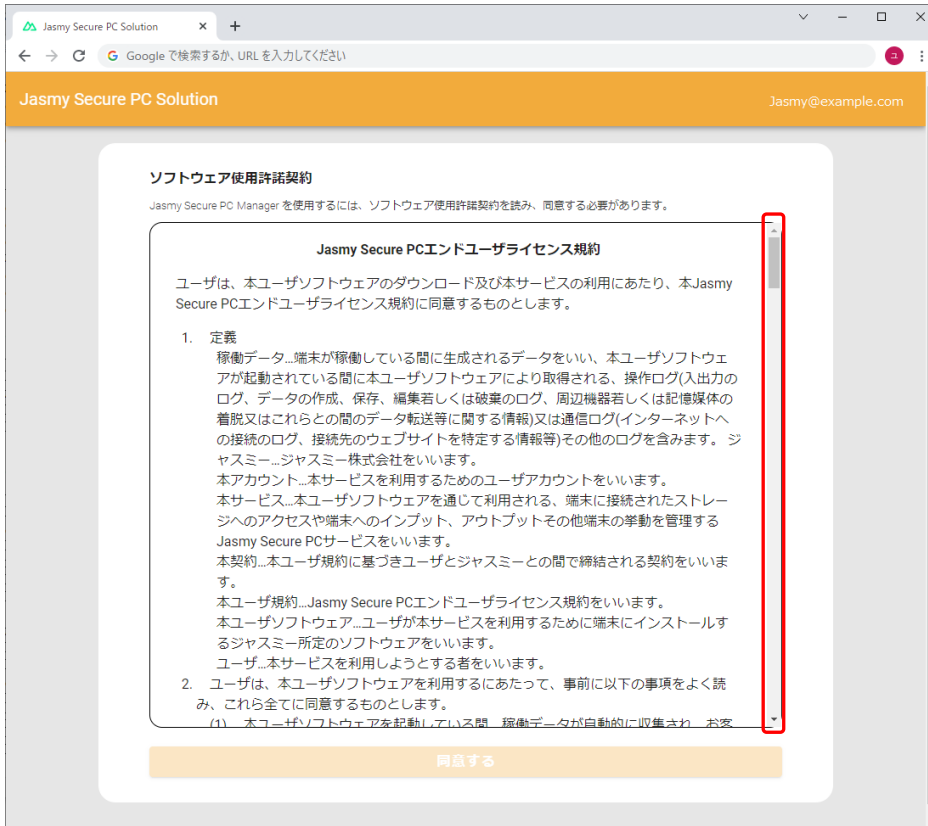 Jasmy Secure PC Solution
Google で検索するか、URL を入力してください
ユ
Jasmy Secure PC Solution
Jasmy@example.com
ソフトウェア使用許諾契約
Jasmy Secure PC Manager を使用するには、ソフトウェア使用許諾契約を読み、同意する必要があります。
Jasmy Secure PCエンドユーザライセンス規約
ユーザは、本ユーザソフトウェアのダウンロード及び本サービスの利用にあたり、本Jasmy
Secure PCエンドユーザライセンス規約に同意するものとします。
1. 定義
稼働データ...端末が稼働している間に生成されるデータをいい、本ユーザソフトウェ
アが起動されている間に本ユーザソフトウェアにより取得される、操作ログ(入出力の
ログ、データの作成、保存、編集若しくは破棄のログ、周辺機器若しくは記憶媒体の
着脱又はこれらとの間のデータ転送等に関する情報)又は通信ログ(インターネットへ
の接続のログ、接続先のウェブサイトを特定する情報等)その他のログを含みます。 ジ
ャスミー...ジャスミー株式会社をいいます。
本アカウント...本サービスを利用するためのユーザアカウントをいいます。
本サービス...本ユーザソフトウェアを通じて利用される、端末に接続されたストレー
ジへのアクセスや端末へのインプット、アウトプットその他端末の挙動を管理する
Jasmy Secure PCサービスをいいます。
本契約...本ユーザ規約に基づきユーザとジャスミーとの間で締結される契約をいいま
す。
本ユーザ規約...Jasmy Secure PCエンドユーザライセンス規約をいいます。
本ユーザソフトウェア...ユーザが本サービスを利用するために端末にインストールす
るジャスミー所定のソフトウェアをいいます。
ユーザ...本サービスを利用しようとする者をいいます。
2. ユーザは、本ユーザソフトウェアを利用するにあたって、事前に以下の事項をよく読
み、これら全てに同意するものとします。
(1) 本ユーザソフトウェアを起動している間、稼働データが自動的に収集され、お客
同意する